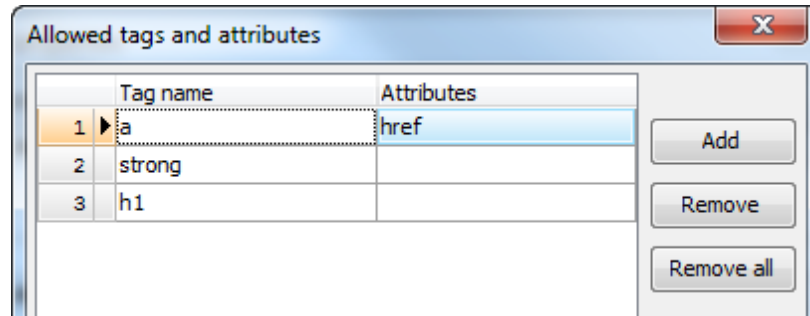 Allowed tags and attributes
Tag name Attributes
1 a href
Add
2 strong
3 h1
Remove
Remove all